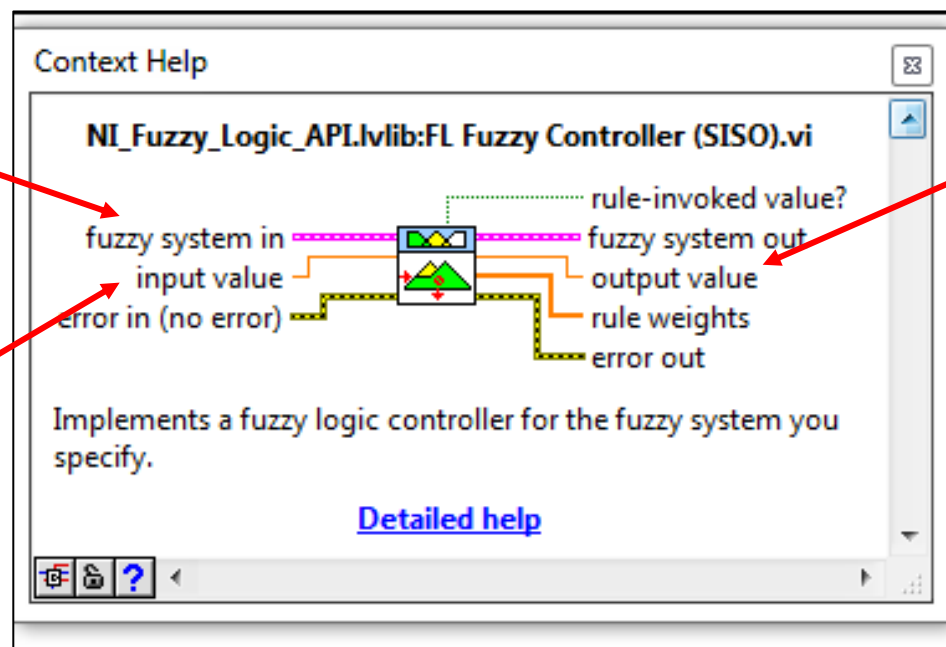 Context Help
NI_Fuzzy_Logic_API.lvlib:FL Fuzzy Controller (SISO).vi
rule-invoked value?
fuzzy system in
fuzzy system out
input value
output value
error in (no error)
rule weights
error out
Implements a fuzzy logic controller for the fuzzy system you
specify.
Detailed help
?